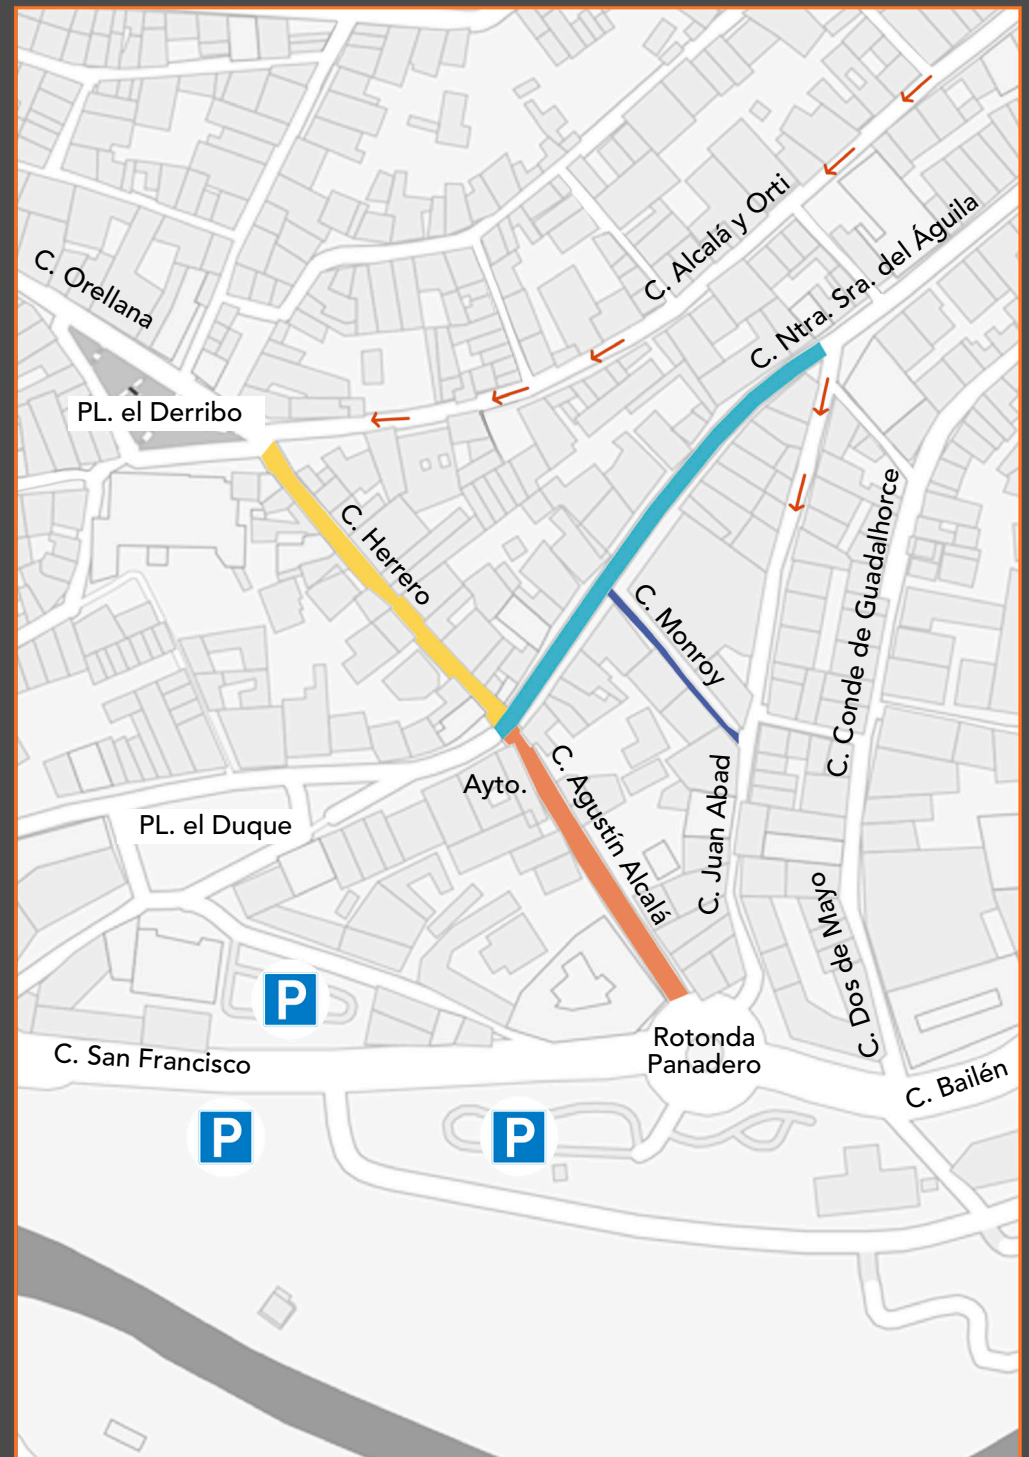 C. Alcalá y Orti
C. Ntra. Sra. del Águila
C. Orellana
PL. el Derribo
C. Herrero
C. Monroy
C. Conde de Guadalhorce
C. Agustín Alcalá
Ayto.
C. Juan Abad
PL. el Duque
C. Dos de Mayo
P
Rotonda
Panadero
C. San Francisco
C. Bailén
P
P